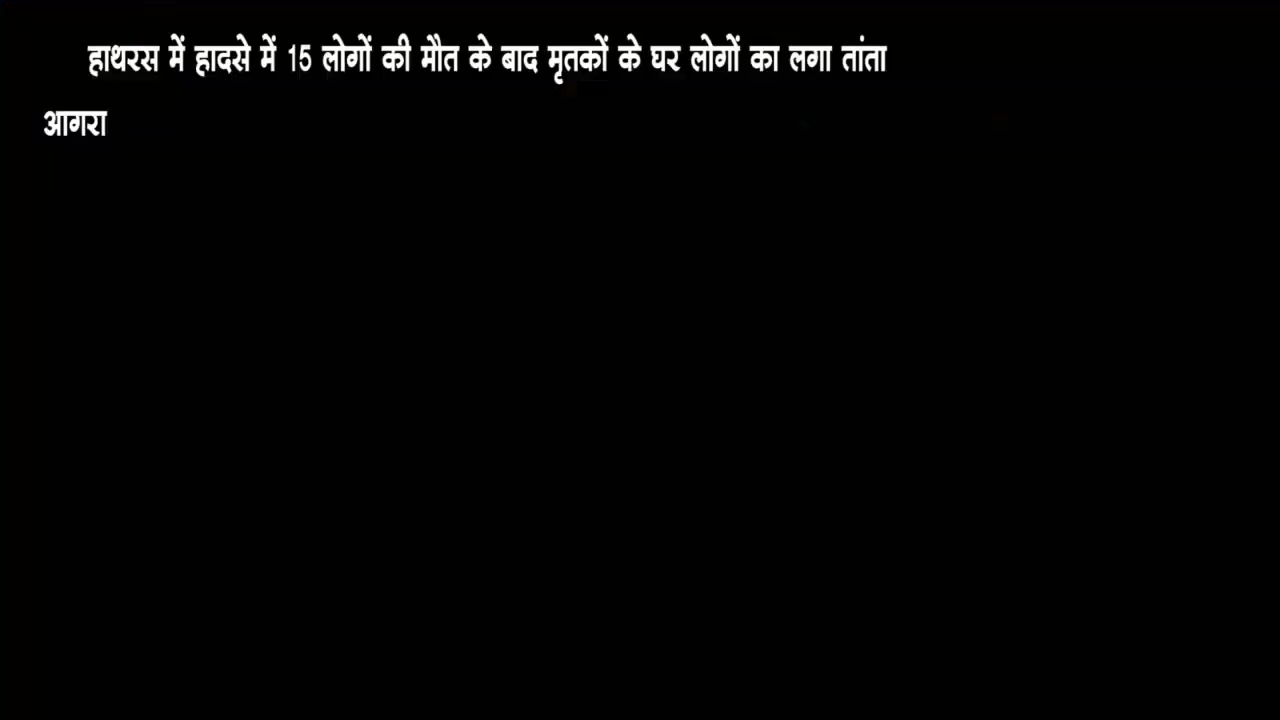 हाथरस में हादसे में 15 लोगों की मौत के बाद मृतकों के घर लोगों का लगा तांता
आगरा